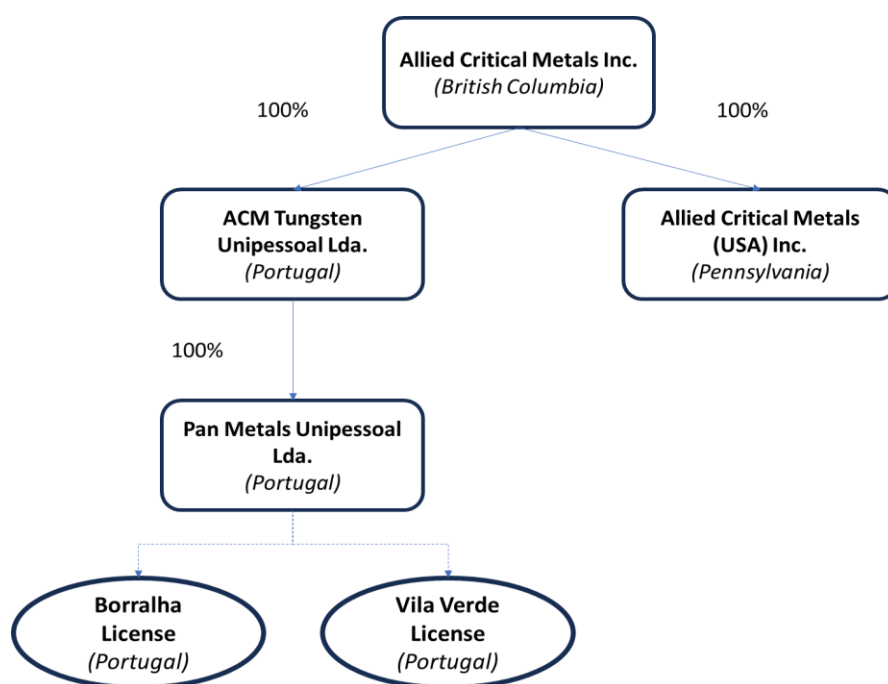 Allied Critical Metals Inc.
(British Columbia)
100%
100%
ACM Tungsten
Unipessoal Lda.
(Portugal)
Allied Critical Metals
(USA) Inc.
(Pennsylvania)
100%
Pan Metals Unipessoal
Lda.
(Portugal)
Borralha
License
(Portugal)
Vila Verde
License
(Portugal)